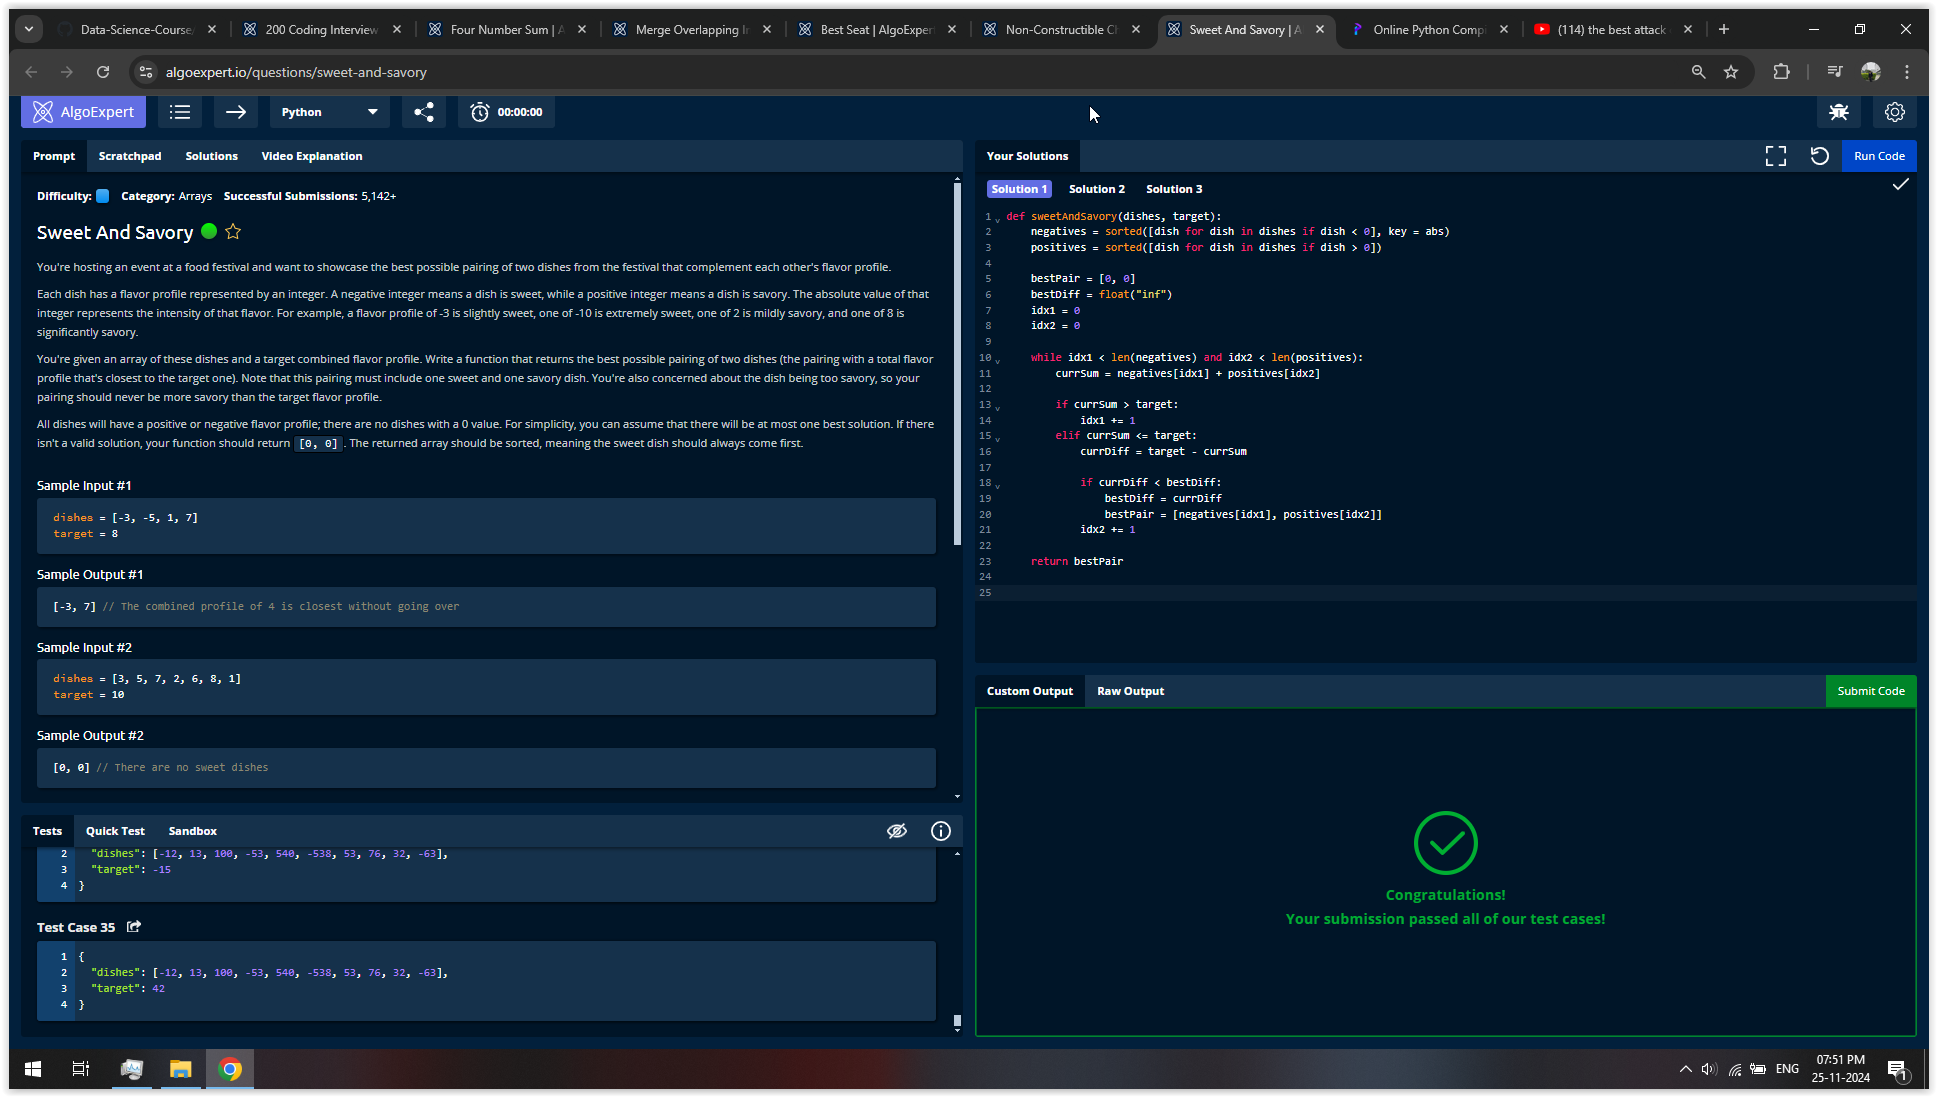 Data-Science-Course
200 Coding Interview
Four Number Sum | A
Merge Overlapping In
Best Seat | AlgoExpert
Non-Constructible Ch
Sweet And Savory | A
Online Python Compi
(114) the best attack
algoexpert.io/questions/sweet-and-savory
AlgoExpert
Python
00:00:00
Prompt Scratchpad Solutions Video Explanation
Difficulty: Category: Arrays Successful Submissions: 5,142+
Sweet And Savory
You're hosting an event at a food festival and want to showcase the best possible pairing of two dishes from the festival that complement each other's flavor profile.
Each dish has a flavor profile represented by an integer. A negative integer means a dish is sweet, while a positive integer means a dish is savory. The absolute value of that
integer represents the intensity of that flavor. For example, a flavor profile of -3 is slightly sweet, one of -10 is extremely sweet, one of 2 is mildly savory, and one of 8 is
significantly savory.
You're given an array of these dishes and a target combined flavor profile. Write a function that returns the best possible pairing of two dishes (the pairing with a total flavor
profile that's closest to the target one). Note that this pairing must include one sweet and one savory dish. You're also concerned about the dish being too savory, so your
pairing should never be more savory than the target flavor profile.
All dishes will have a positive or negative flavor profile; there are no dishes with a 0 value. For simplicity, you can assume that there will be at most one best solution. If there
isn't a valid solution, your function should return [0, 0] . The returned array should be sorted, meaning the sweet dish should always come first.
Sample Input #1
dishes = [-3, -5, 1, 7]
target = 8
Sample Output #1
[-3, 7] // The combined profile of 4 is closest without going over
Sample Input #2
dishes = [3, 5, 7, 2, 6, 8, 1]
target = 10
Sample Output #2
[0, 0] // There are no sweet dishes
Tests Quick Test Sandbox
2 "dishes": [-12, 13, 100, -53, 540, -538, 53, 76, 32, -63],
3 "target": -15
4 }
Test Case 35
1 {
2 "dishes": [-12, 13, 100, -53, 540, -538, 53, 76, 32, -63],
3 "target": 42
4 }
Your Solutions
Run Code
Solution 1 Solution 2 Solution 3
1 def sweetAndSavory(dishes, target):
2 negatives = sorted([dish for dish in dishes if dish < 0], key = abs)
3 positives = sorted([dish for dish in dishes if dish > 0])
4
5 bestPair = [0, 0]
6 bestDiff = float("inf")
7 idx1 = 0
8 idx2 = 0
9
10 while idx1 < len(negatives) and idx2 < len(positives):
11 currSum = negatives[idx1] + positives[idx2]
12
13 if currSum > target:
14 idx1 += 1
15 elif currSum <= target:
16 currDiff = target - currSum
17
18 if currDiff < bestDiff:
19 bestDiff = currDiff
20 bestPair = [negatives[idx1], positives[idx2]]
21 idx2 += 1
22
23 return bestPair
24
25
Custom Output Raw Output
Submit Code
Congratulations!
Your submission passed all of our test cases!
ENG
07:51 PM
25-11-2024
1